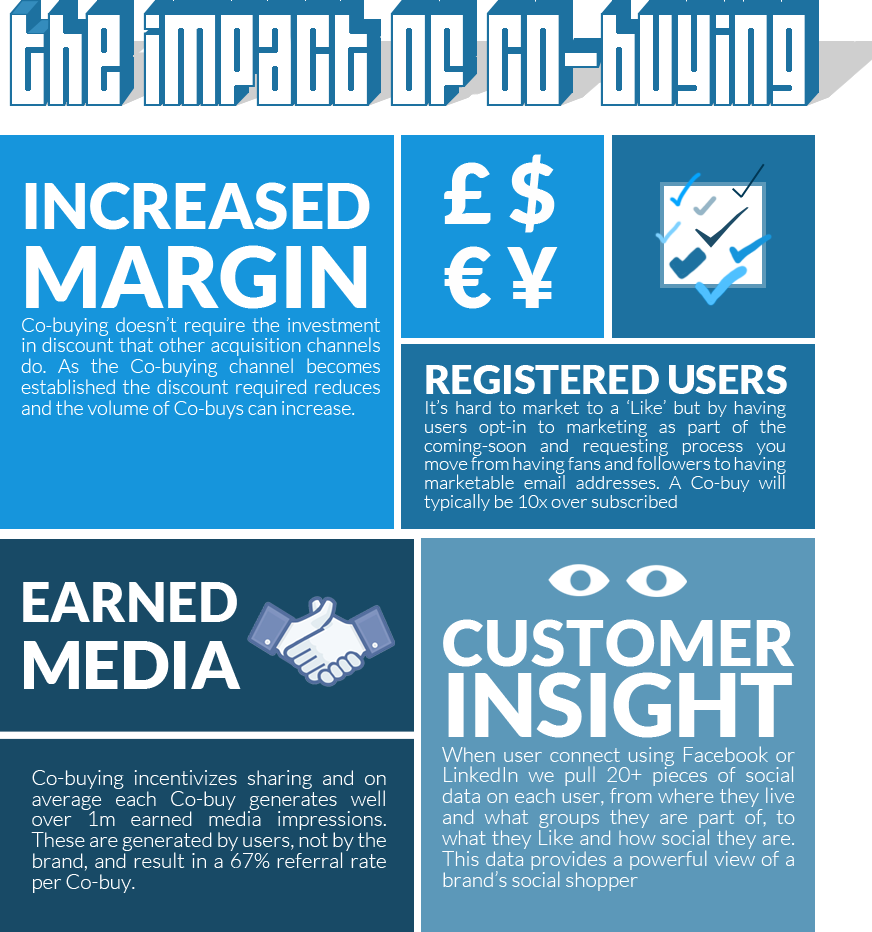 the impact of co-buying
INCREASED
MARGIN
Co-buying doesn't require the investment
in discount that other acquisition channels
do. As the Co-buying channel becomes
established the discount required reduces
and the volume of Co-buys can increase.
£ $
€ ¥
REGISTERED USERS
It's hard to market to a ‘Like’ but by having
users opt-in to marketing as part of the
coming-soon and requesting process you
move from having fans and followers to having
marketable email addresses. A Co-buy will
typically be 10x over subscribed
EARNED
MEDIA
Co-buying incentivizes sharing and on
average each Co-buy generates well
over 1m earned media impressions.
These are generated by users, not by the
brand, and result in a 67% referral rate
per Co-buy.
CUSTOMER
INSIGHT
When user connect using Facebook or
LinkedIn we pull 20+ pieces of social
data on each user, from where they live
and what groups they are part of, to
what they Like and how social they are.
This data provides a powerful view of a
brand's social shopper